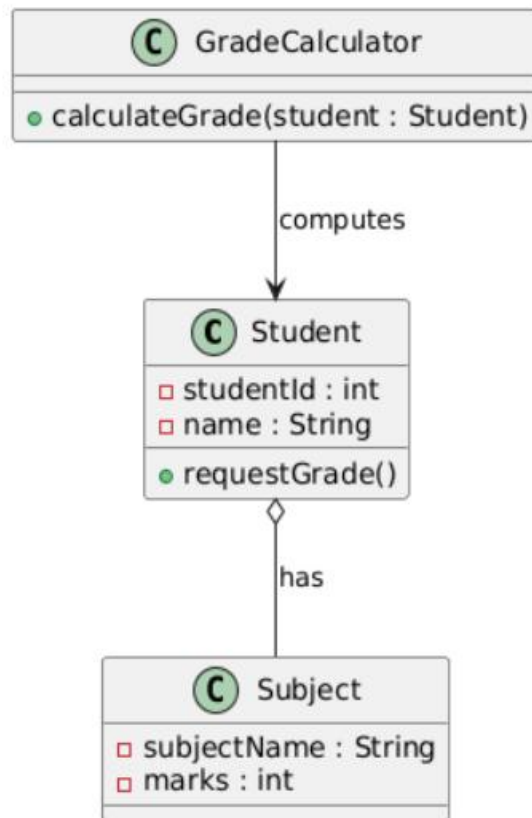 C GradeCalculator
calculateGrade(student : Student)
computes
C Student
studentId : int
name : String
requestGrade()
has
C Subject
subjectName : String
marks : int